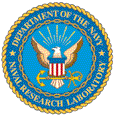 DEPARTMENT OF THE NAVY
NAVAL RESEARCH LABORATORY